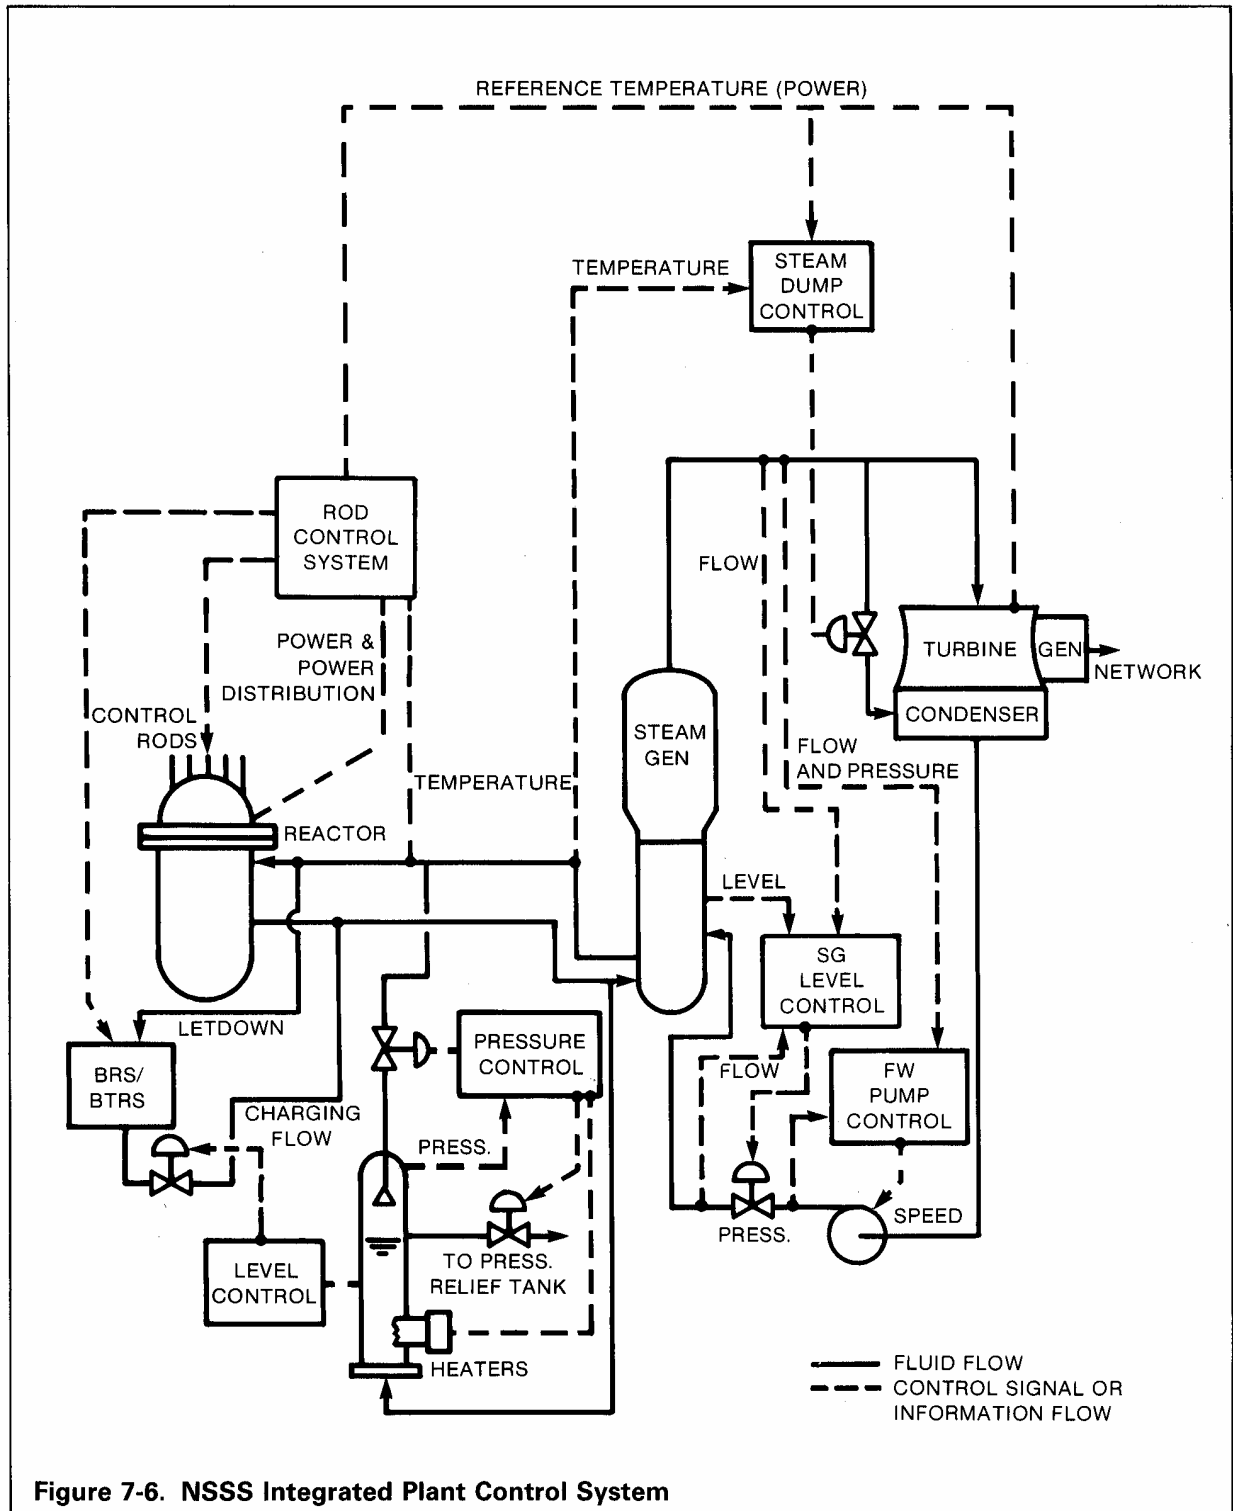 REFERENCE TEMPERATURE (POWER)
TEMPERATURE
STEAM
DUMP
CONTROL
ROD
CONTROL
SYSTEM
FLOW
POWER &
POWER
DISTRIBUTION
TURBINE
GEN
NETWORK
CONTROL
RODS
STEAM
GEN
CONDENSER
FLOW
AND PRESSURE
TEMPERATURE
REACTOR
LEVEL
SG
LEVEL
CONTROL
LETDOWN
PRESSURE
CONTROL
FLOW
FW
PUMP
CONTROL
BRS/
BTRS
CHARGING
FLOW
PRESS.
SPEED
PRESS.
TO PRESS.
RELIEF TANK
LEVEL
CONTROL
HEATERS
FLUID FLOW
CONTROL SIGNAL OR
INFORMATION FLOW
Figure 7-6. NSSS Integrated Plant Control System